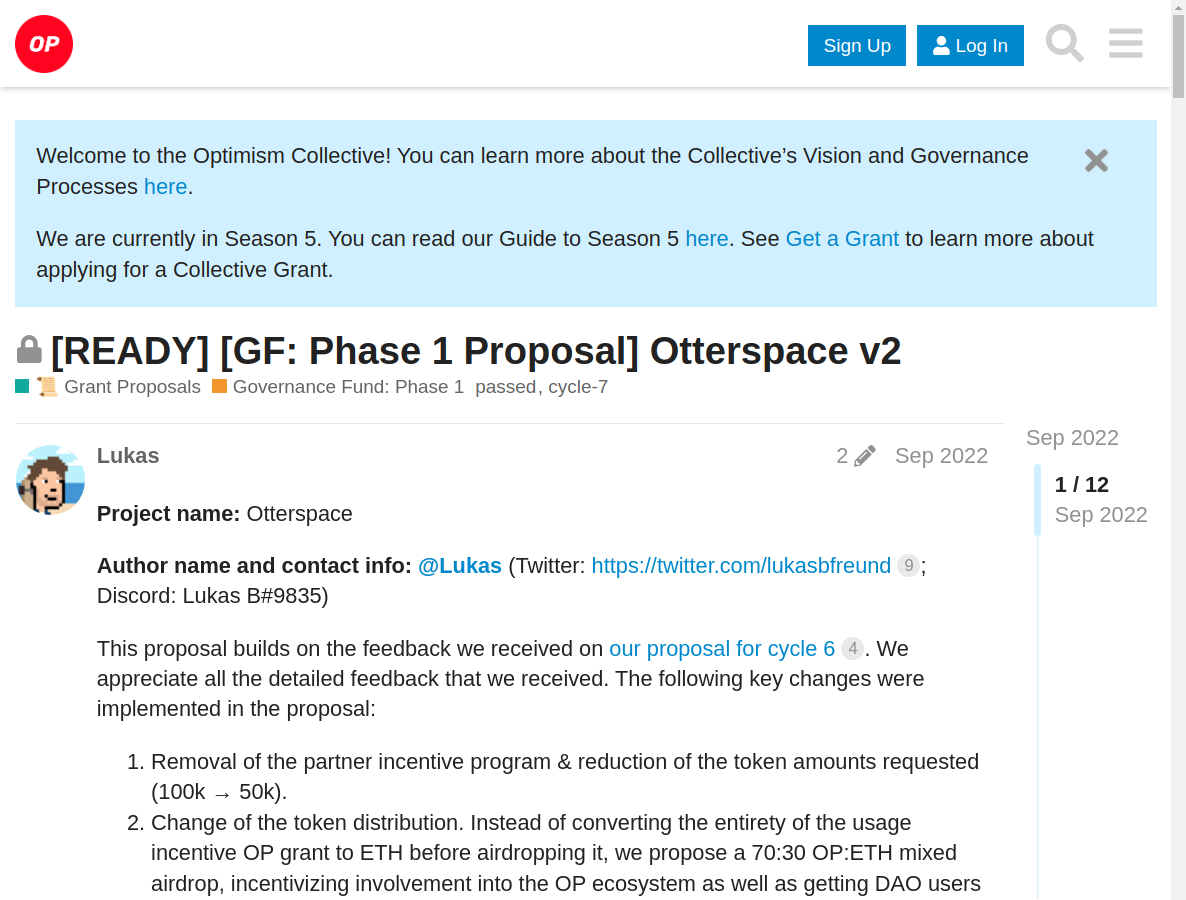 OP
Sign Up
Log In
Welcome to the Optimism Collective! You can learn more about the Collective’s Vision and Governance
Processes here.
We are currently in Season 5. You can read our Guide to Season 5 here. See Get a Grant to learn more about
applying for a Collective Grant.
[READY] [GF: Phase 1 Proposal] Otterspace v2
Grant Proposals Governance Fund: Phase 1 passed, cycle-7
Lukas 2 Sep 2022
Sep 2022
1 / 12
Sep 2022
Project name: Otterspace
Author name and contact info: @Lukas (Twitter: https://twitter.com/lukasbfreund 9;
Discord: Lukas B#9835)
This proposal builds on the feedback we received on our proposal for cycle 6 4. We
appreciate all the detailed feedback that we received. The following key changes were
implemented in the proposal:
1. Removal of the partner incentive program & reduction of the token amounts requested
(100k → 50k).
2. Change of the token distribution. Instead of converting the entirety of the usage
incentive OP grant to ETH before airdropping it, we propose a 70:30 OP:ETH mixed
airdrop, incentivizing involvement into the OP ecosystem as well as getting DAO users